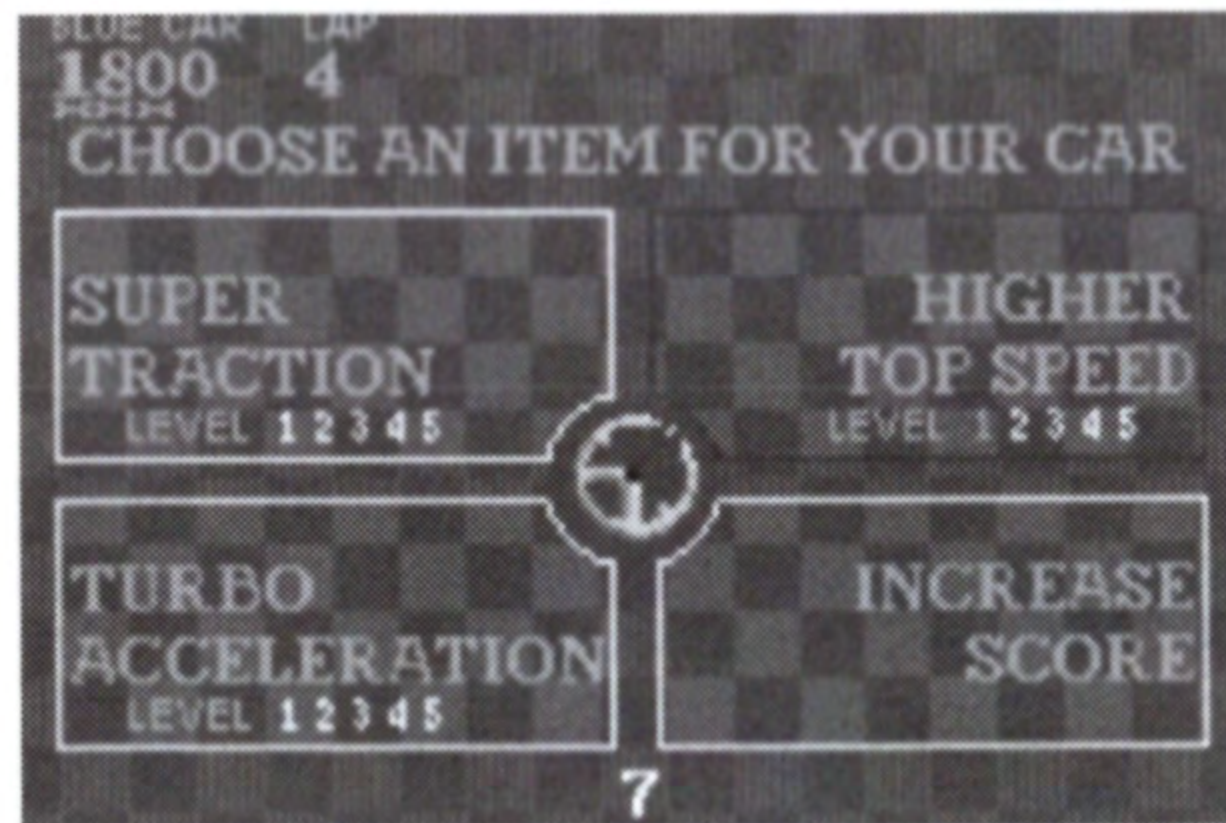 BLUE CAR LAP
1800 4
CHOOSE AN ITEM FOR YOUR CAR
SUPER
TRACTION
LEVEL 1 2 3 4 5
HIGHER
TOP SPEED
LEVEL 1 2 3 4 5
TURBO
ACCELERATION
LEVEL 1 2 3 4 5
INCREASE
SCORE
7